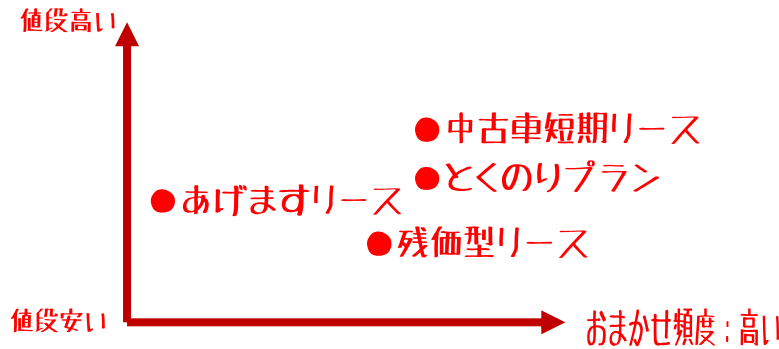 値段高い
●中古車短期リース
●とくのりプラン
●あげますリース
●残価型リース
値段安い
おまかせ頻度：高い